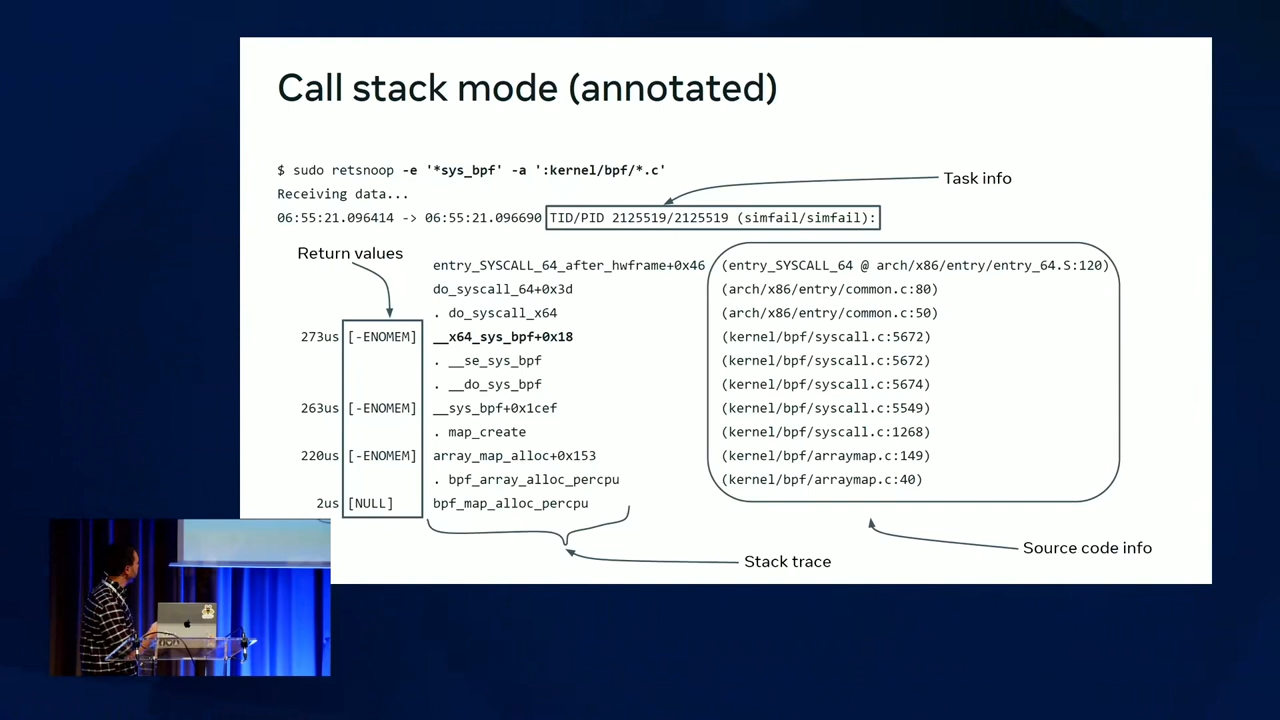 Call stack mode (annotated)
$ sudo retsnoop -e '*sys_bpf' -a ':kernel/bpf/*.c'
Receiving data...
Task info
06:55:21.096414 -> 06:55:21.096690 TID/PID 2125519/2125519 (simfail/simfail):
Return values
entry_SYSCALL_64_after_hwframe+0x46 (entry_SYSCALL_64 @ arch/x86/entry/entry_64.S:120)
do_syscall_64+0x3d (arch/x86/entry/common.c:80)
. do_syscall_x64 (arch/x86/entry/common.c:50)
273us [-ENOMEM] __x64_sys_bpf+0x18 (kernel/bpf/syscall.c:5672)
. __se_sys_bpf (kernel/bpf/syscall.c:5672)
. __do_sys_bpf (kernel/bpf/syscall.c:5674)
263us [-ENOMEM] __sys_bpf+0x1cef (kernel/bpf/syscall.c:5549)
. map_create (kernel/bpf/syscall.c:1268)
220us [-ENOMEM] array_map_alloc+0x153 (kernel/bpf/arraymap.c:149)
. bpf_array_alloc_percpu (kernel/bpf/arraymap.c:40)
2us [NULL] bpf_map_alloc_percpu
Source code info
Stack trace